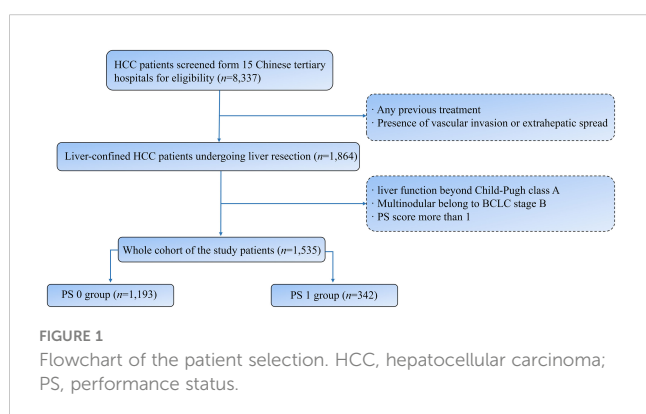 HCC patients screened form 15 Chinese tertiary
hospitals for eligibility (n=8,337)
· Any previous treatment
· Presence of vascular invasion or extrahepatic spread
Liver-confined HCC patients undergoing liver resection (n=1,864)
· liver function beyond Child-Pugh class A
· Multinodular belong to BCLC stage B
· PS score more than 1
Whole cohort of the study patients (n=1,535)
PS 0 group (n=1,193)
PS 1 group (n=342)
FIGURE 1
Flowchart of the patient selection. HCC, hepatocellular carcinoma;
PS, performance status.